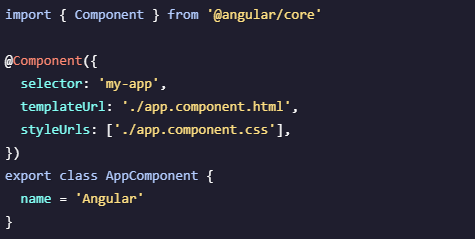 import { Component } from '@angular/core'
@Component({
selector: 'my-app',
templateUrl: './app.component.html',
styleUrls: ['./app.component.css'],
})
export class AppComponent {
name = 'Angular'
}